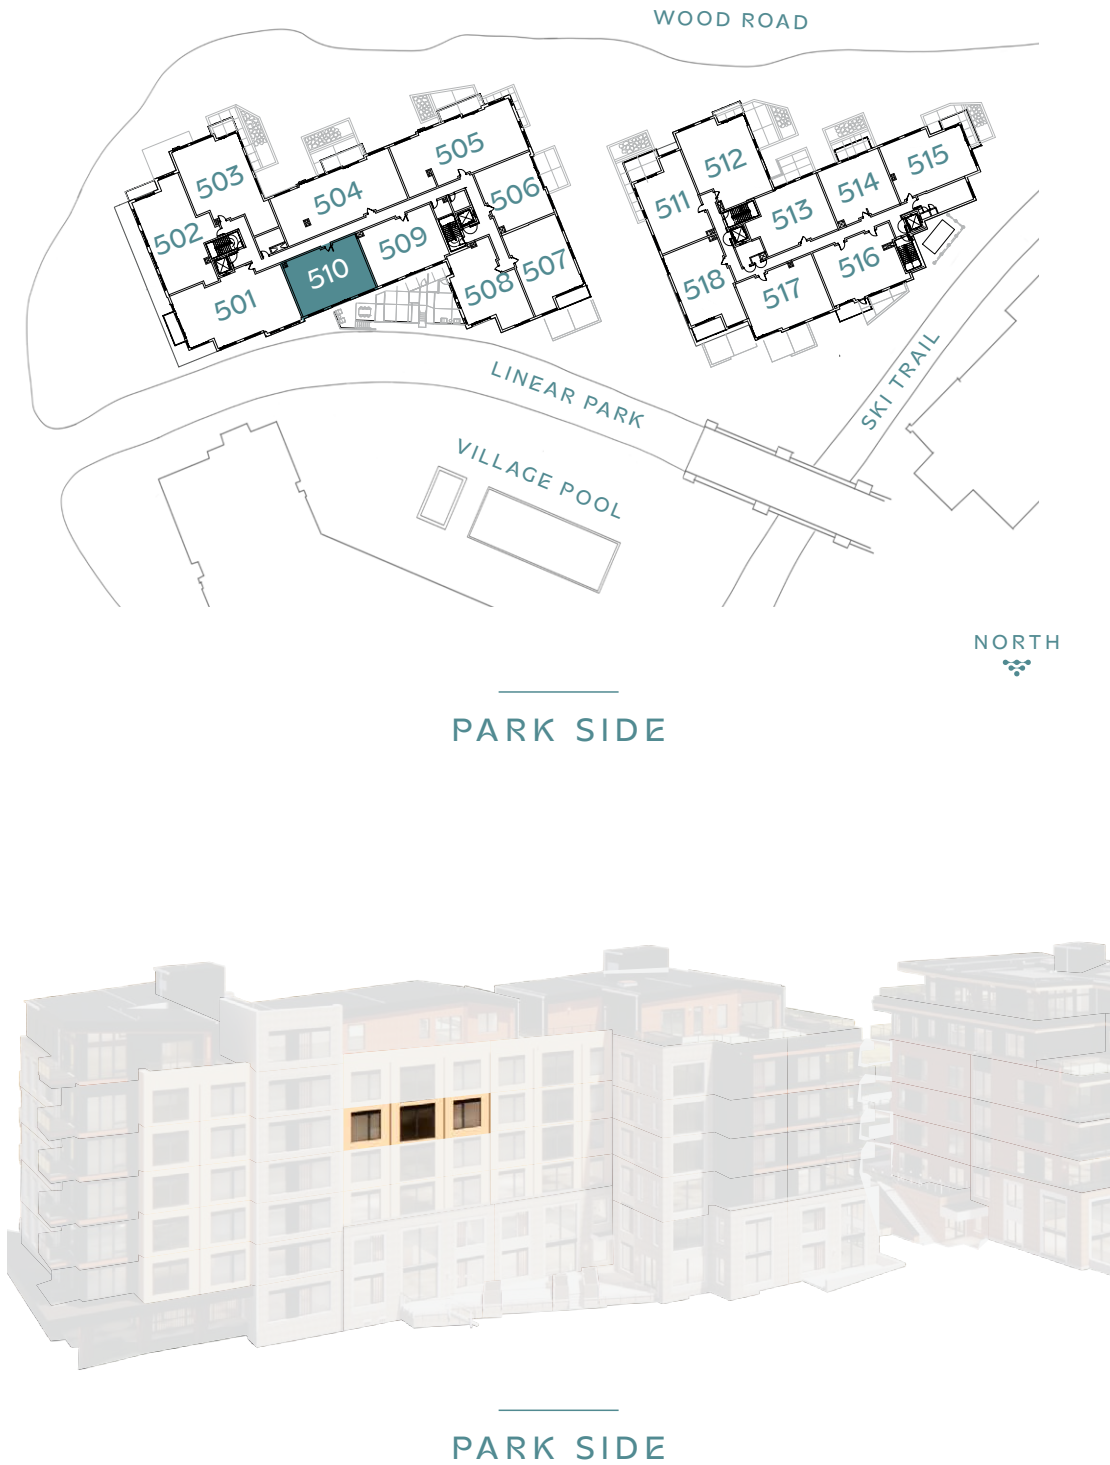 WOOD ROAD
505
503
504
506
502
509
510
507
501
508
512
515
514
511
513
516
518
517
LINEAR PARK
SKI TRAIL
VILLAGE POOL
NORTH
PARK SIDE
PARK SIDE